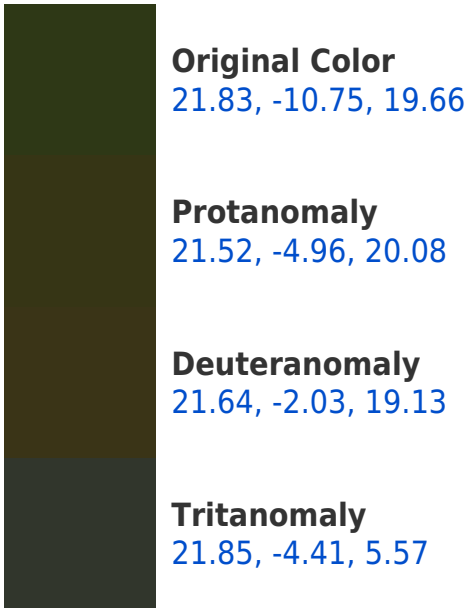 Original Color
21.83, -10.75, 19.66
Protanomaly
21.52, -4.96, 20.08
Deuteranomaly
21.64, -2.03, 19.13
Tritanomaly
21.85, -4.41, 5.57